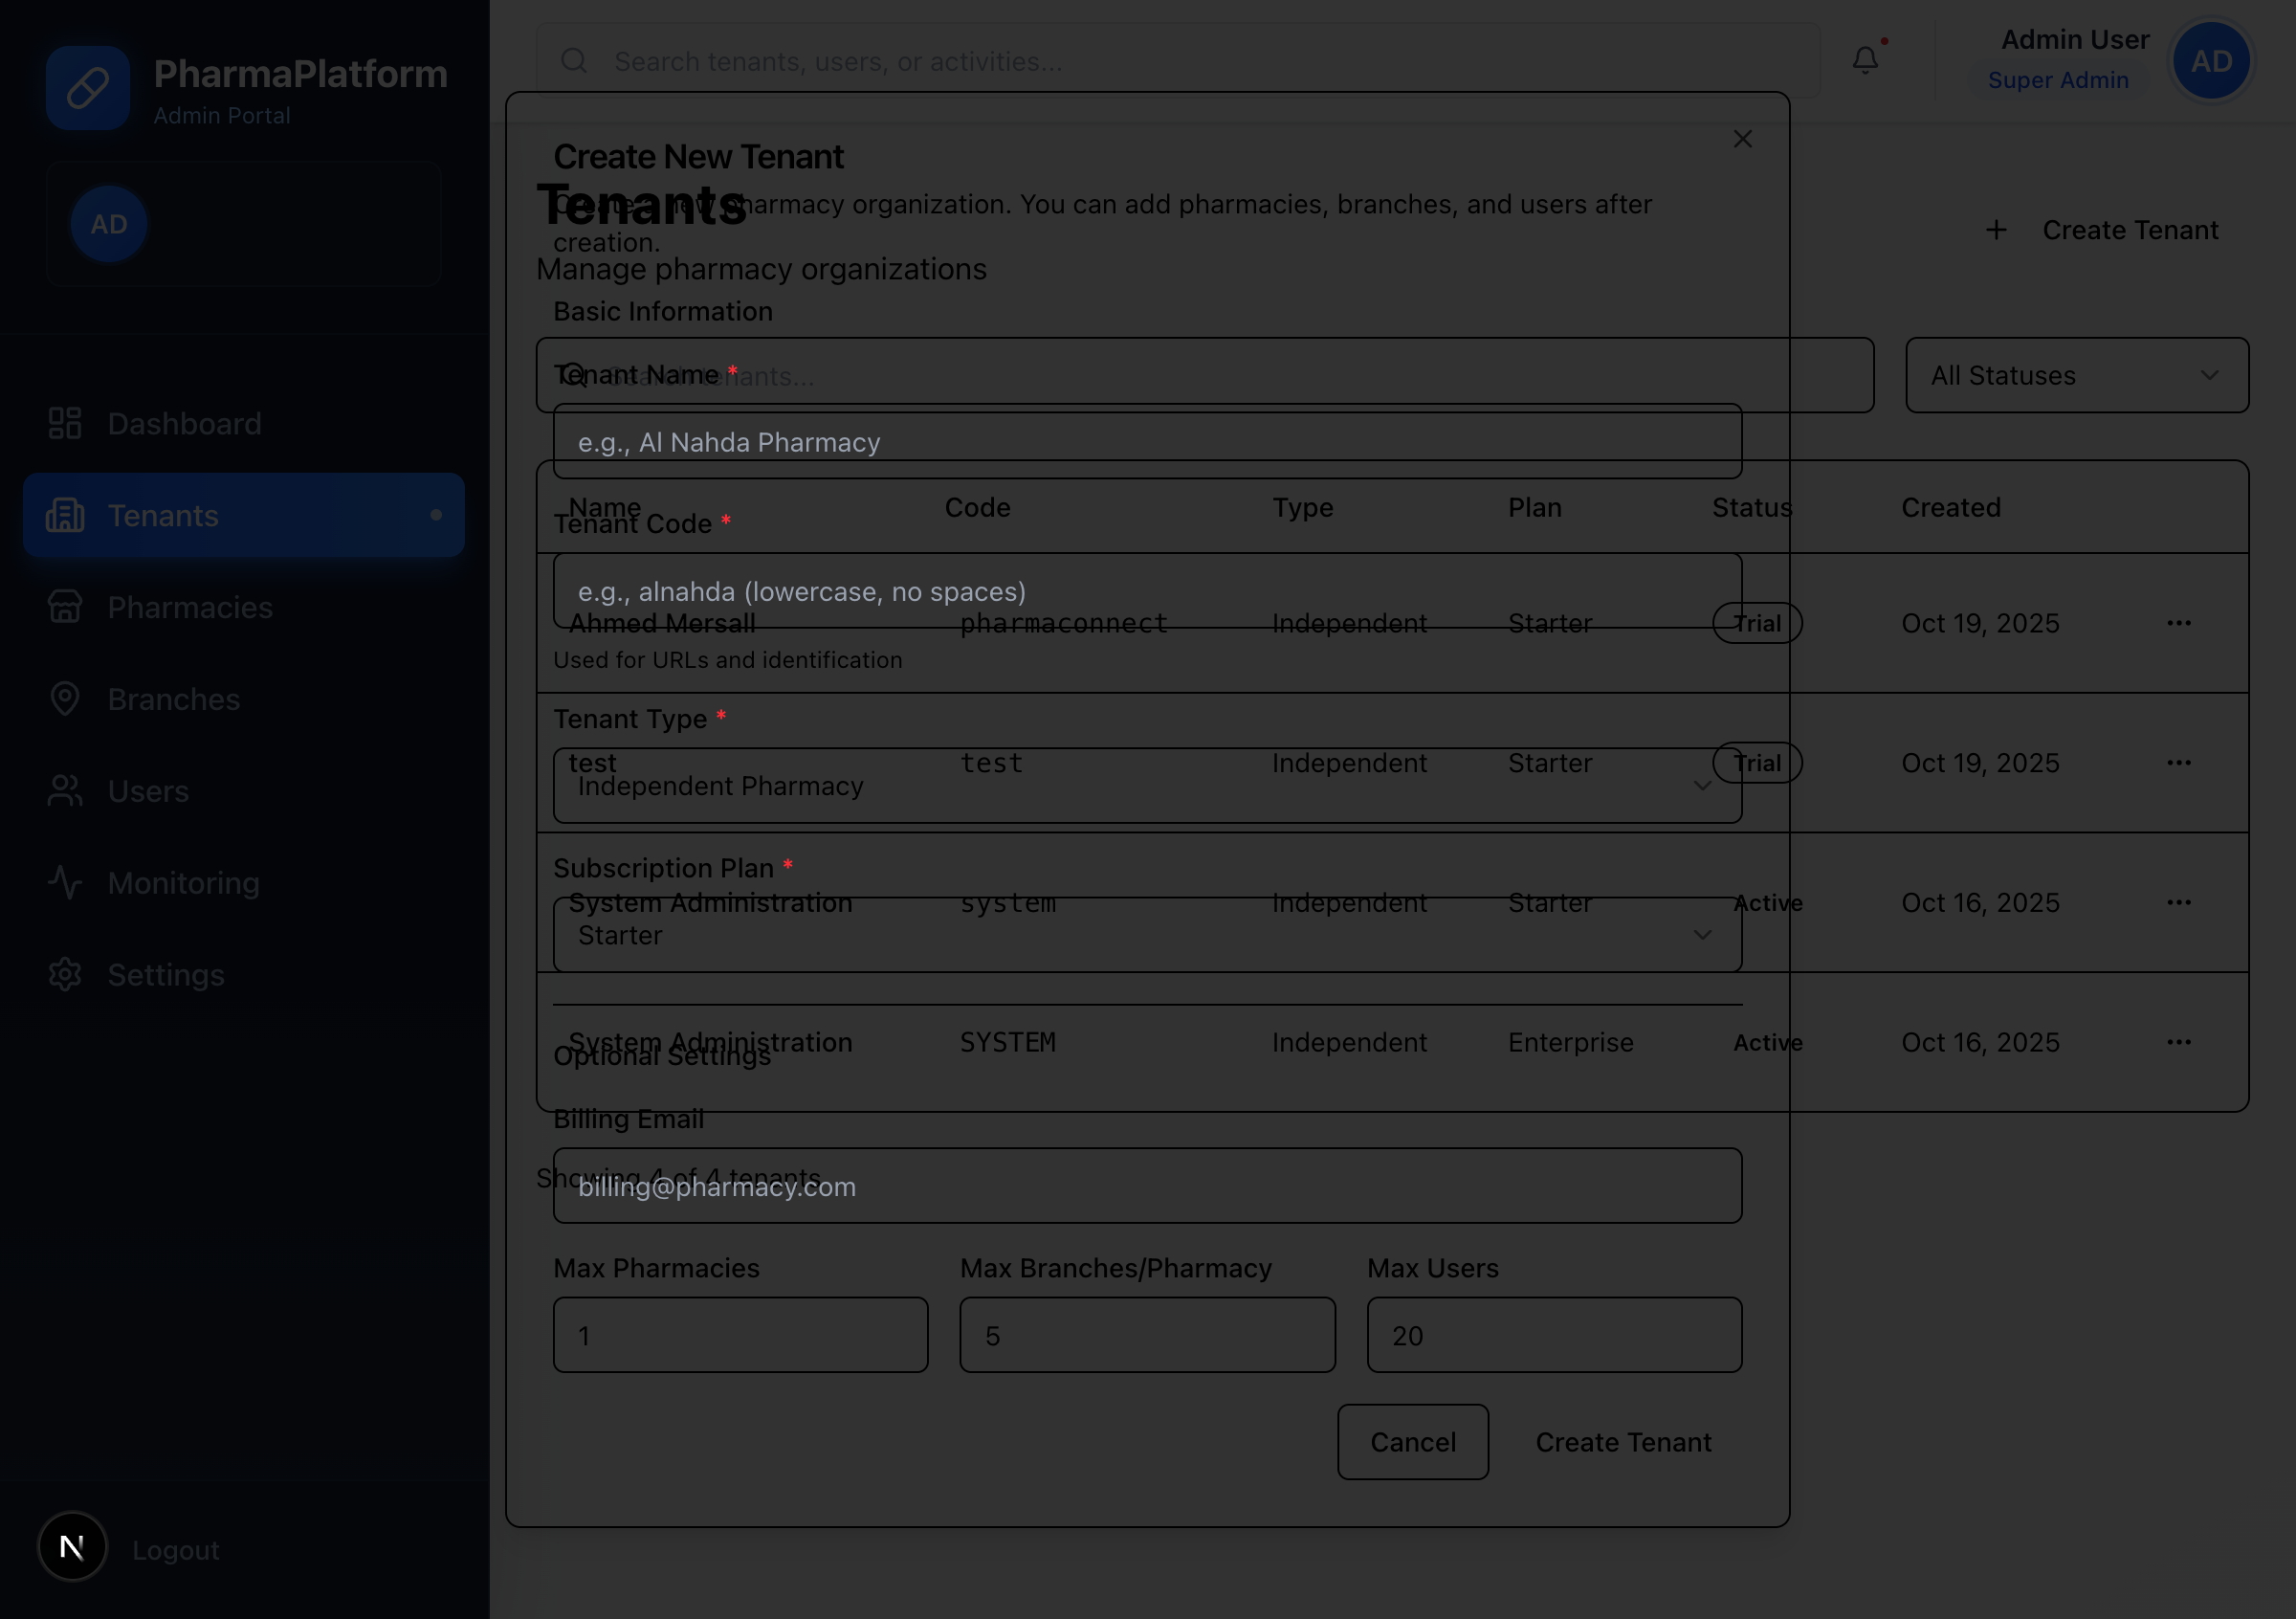 PharmaPlatform
Admin Portal
AD
Dashboard
Tenants
Pharmacies
Branches
Users
Monitoring
Settings
N
Logout
Search tenants, users, or activities...
Admin User
Super Admin
AD
Tenants
Manage pharmacy organizations
Create Tenant
Search tenants...
All Statuses
Name Code Type Plan Status Created
Ahmed Mersall pharmaconnect Independent Starter Trial Oct 19, 2025
test test Independent Starter Trial Oct 19, 2025
System Administration system Independent Starter Active Oct 16, 2025
System Administration SYSTEM Independent Enterprise Active Oct 16, 2025
Showing 4 of 4 tenants
Create New Tenant
Create a new pharmacy organization. You can add pharmacies, branches, and users after
creation.
Basic Information
Tenant Name *
e.g., Al Nahda Pharmacy
Tenant Code *
e.g., alnahda (lowercase, no spaces)
Used for URLs and identification
Tenant Type *
Independent Pharmacy
Subscription Plan *
Starter
Optional Settings
Billing Email
billing@pharmacy.com
Max Pharmacies Max Branches/Pharmacy Max Users
1 5 20
Cancel Create Tenant